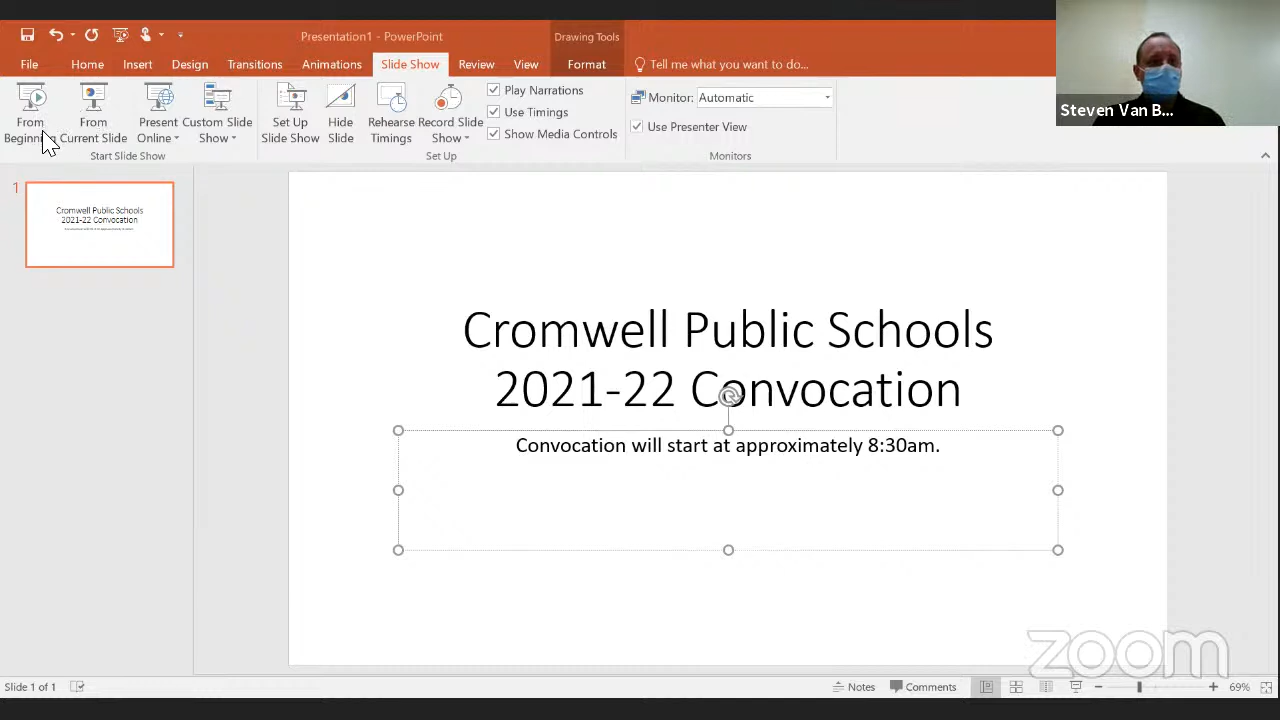 Presentation1 - PowerPoint
Drawing Tools
File Home Insert Design Transitions Animations Slide Show Review View Format Tell me what you want to do...
From Beginning
From Current Slide
Present Online
Custom Slide Show
Start Slide Show
Set Up Slide Show
Hide Slide
Rehearse Timings
Record Slide Show
Play Narrations
Use Timings
Show Media Controls
Set Up
Monitor: Automatic
Use Presenter View
Monitors
Steven Van B...
1
Cromwell Public Schools
2021-22 Convocation
Cromwell Public Schools
2021-22 Convocation
Convocation will start at approximately 8:30am.
zoom
Slide 1 of 1
Notes
Comments
69%